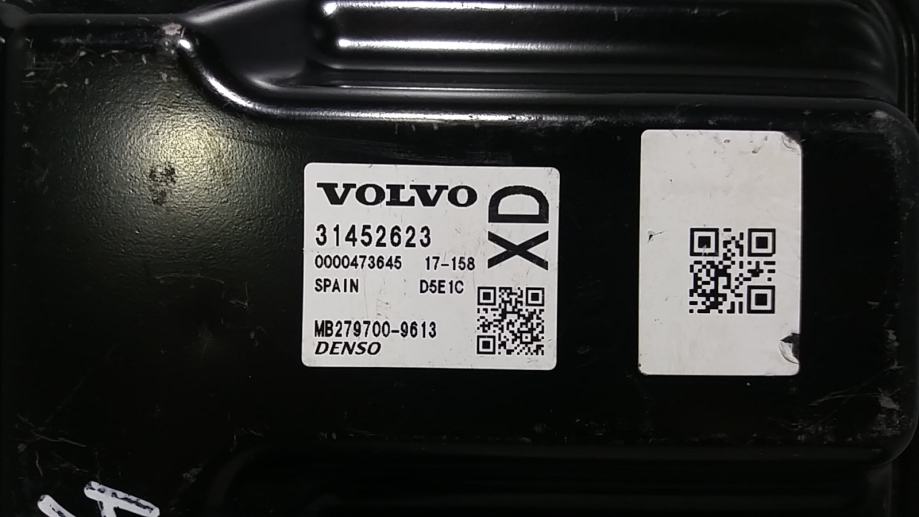 VOLVO
XD
31452623
0000473645 17-158
SPAIN D5E1C
MB279700-9613
DENSO